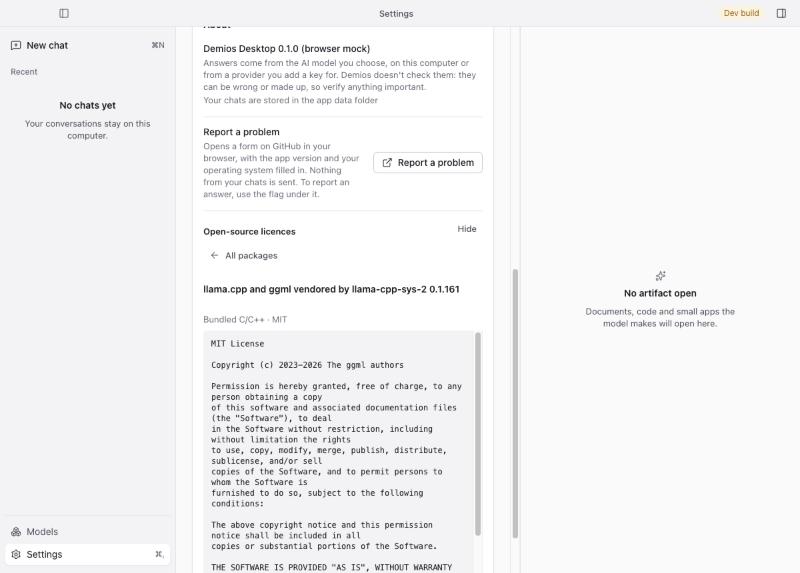 Settings
Dev build
New chat
⌘N
Recent
No chats yet
Your conversations stay on this
computer.
Models
Settings
⌘,
About
Demios Desktop 0.1.0 (browser mock)
Answers come from the AI model you choose, on this computer or
from a provider you add a key for. Demios doesn't check them: they
can be wrong or made up, so verify anything important.
Your chats are stored in the app data folder
Report a problem
Opens a form on GitHub in your
browser, with the app version and your
operating system filled in. Nothing
from your chats is sent. To report an
answer, use the flag under it.
Report a problem
Open-source licences
Hide
All packages
llama.cpp and ggml vendored by llama-cpp-sys-2 0.1.161
Bundled C/C++ · MIT
MIT License
Copyright (c) 2023-2026 The ggml authors
Permission is hereby granted, free of charge, to any
person obtaining a copy
of this software and associated documentation files
(the "Software"), to deal
in the Software without restriction, including
without limitation the rights
to use, copy, modify, merge, publish, distribute,
sublicense, and/or sell
copies of the Software, and to permit persons to
whom the Software is
furnished to do so, subject to the following
conditions:
The above copyright notice and this permission
notice shall be included in all
copies or substantial portions of the Software.
THE SOFTWARE IS PROVIDED "AS IS", WITHOUT WARRANTY
No artifact open
Documents, code and small apps the
model makes will open here.